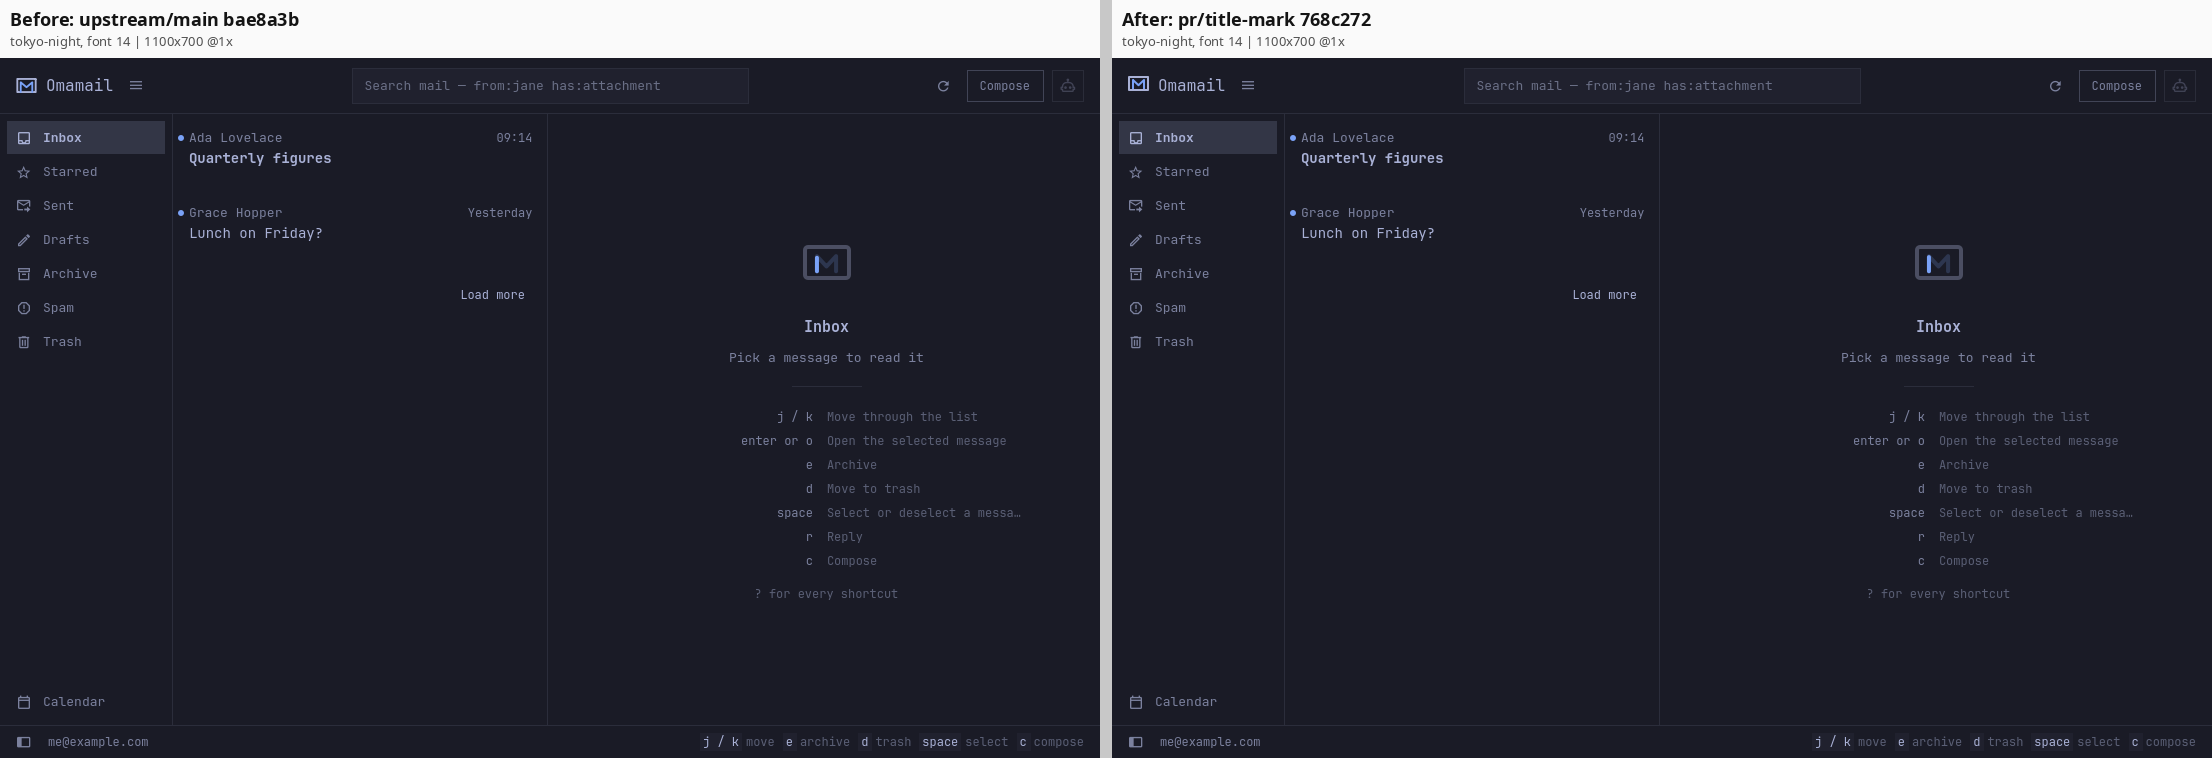 Before: upstream/main bae8a3b
tokyo-night, font 14 | 1100x700 @1x
Omamail
Search mail — from:jane has:attachment
Compose
Inbox
Starred
Sent
Drafts
Archive
Spam
Trash
Calendar
Ada Lovelace 09:14
Quarterly figures
Grace Hopper Yesterday
Lunch on Friday?
Load more
Inbox
Pick a message to read it
j / k Move through the list
enter or o Open the selected message
e Archive
d Move to trash
space Select or deselect a messa…
r Reply
c Compose
? for every shortcut
me@example.com
j / k move e archive d trash space select c compose
After: pr/title-mark 768c272
tokyo-night, font 14 | 1100x700 @1x
Omamail
Search mail — from:jane has:attachment
Compose
Inbox
Starred
Sent
Drafts
Archive
Spam
Trash
Calendar
Ada Lovelace 09:14
Quarterly figures
Grace Hopper Yesterday
Lunch on Friday?
Load more
Inbox
Pick a message to read it
j / k Move through the list
enter or o Open the selected message
e Archive
d Move to trash
space Select or deselect a messa…
r Reply
c Compose
? for every shortcut
me@example.com
j / k move e archive d trash space select c compose